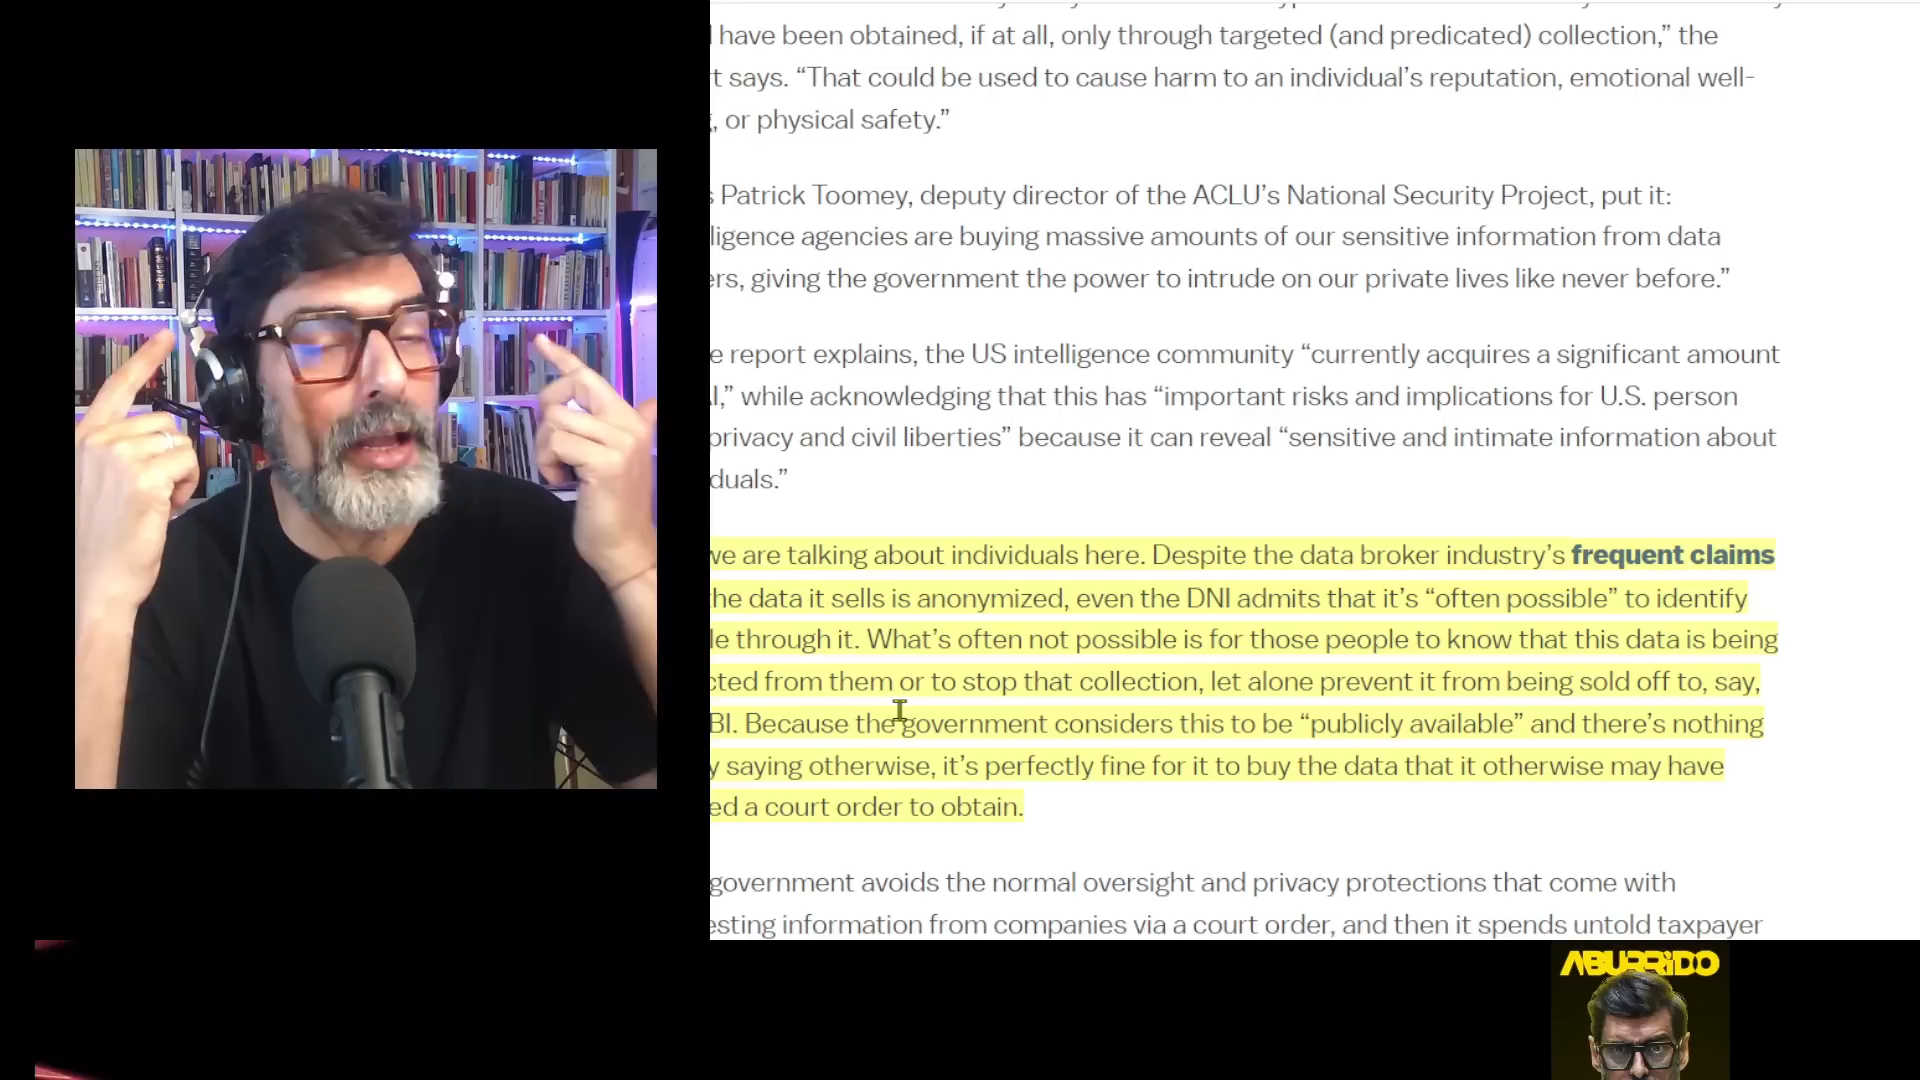 have been obtained, if at all, only through targeted (and predicated) collection,” the
t says. “That could be used to cause harm to an individual’s reputation, emotional well-
, or physical safety.”
s Patrick Toomey, deputy director of the ACLU’s National Security Project, put it:
ligence agencies are buying massive amounts of our sensitive information from data
ers, giving the government the power to intrude on our private lives like never before.”
e report explains, the US intelligence community “currently acquires a significant amount
I,” while acknowledging that this has “important risks and implications for U.S. person
privacy and civil liberties” because it can reveal “sensitive and intimate information about
duals.”
we are talking about individuals here. Despite the data broker industry’s frequent claims
the data it sells is anonymized, even the DNI admits that it’s “often possible” to identify
le through it. What’s often not possible is for those people to know that this data is being
cted from them or to stop that collection, let alone prevent it from being sold off to, say,
BI. Because the government considers this to be “publicly available” and there’s nothing
y saying otherwise, it’s perfectly fine for it to buy the data that it otherwise may have
ed a court order to obtain.
government avoids the normal oversight and privacy protections that come with
esting information from companies via a court order, and then it spends untold taxpayer
ABURRIDO